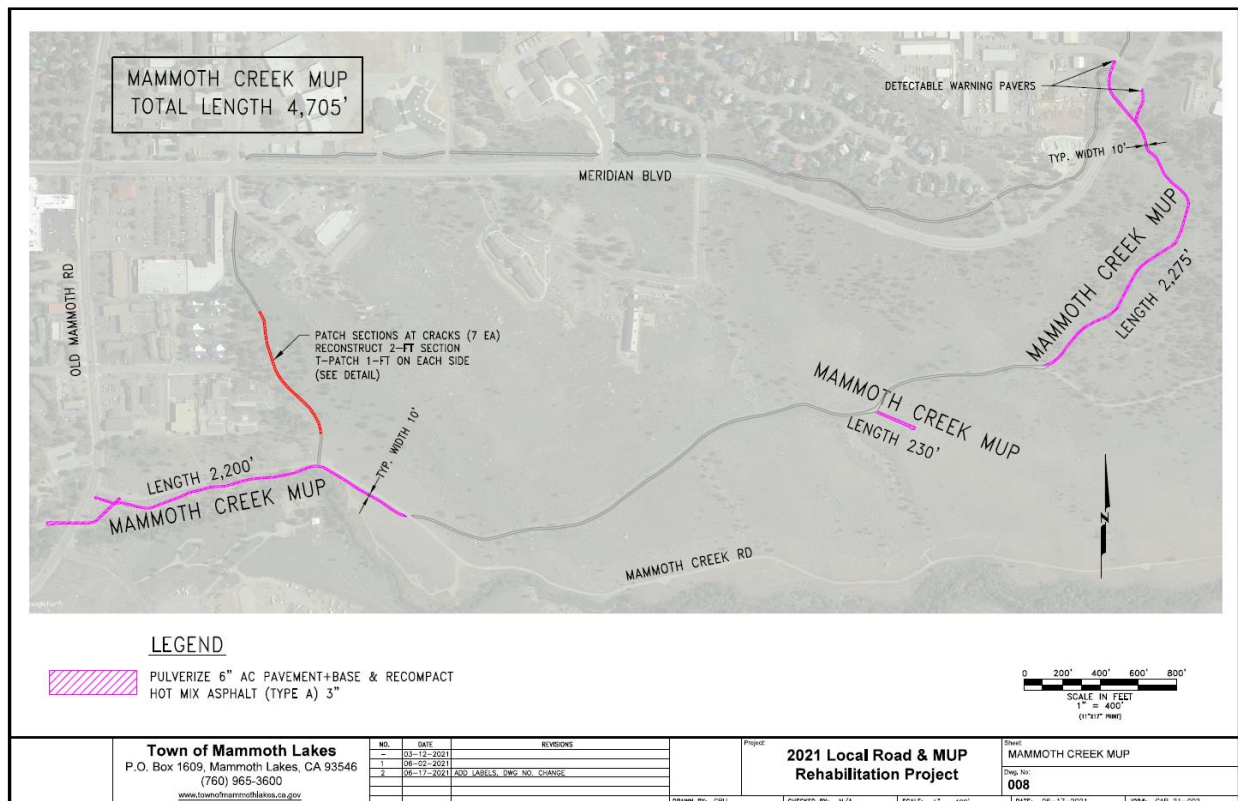 MAMMOTH CREEK MUP
TOTAL LENGTH 4,705'
DETECTABLE WARNING PAVERS
TYP. WIDTH 10'
MERIDIAN BLVD
MAMMOTH CREEK MUP
LENGTH 2,275'
OLD MAMMOTH RD
PATCH SECTIONS AT CRACKS (7 EA)
RECONSTRUCT 2-FT SECTION
T-PATCH 1-FT ON EACH SIDE
(SEE DETAIL)
MAMMOTH CREEK MUP
LENGTH 230'
TYP. WIDTH 10'
LENGTH 2,200'
MAMMOTH CREEK MUP
N
MAMMOTH CREEK RD
LEGEND
PULVERIZE 6" AC PAVEMENT+BASE & RECOMPACT
HOT MIX ASPHALT (TYPE A) 3"
0 200' 400' 600' 800'
SCALE IN FEET
1" = 400'
(11"X17" PRINT)
Town of Mammoth Lakes
P.O. Box 1609, Mammoth Lakes, CA 93546
(760) 965-3600
www.townofmammothlakes.ca.gov
NO. DATE REVISIONS
- 03-12-2021
1 06-02-2021
2 06-17-2021 ADD LABELS, DWG NO. CHANGE
Project:
2021 Local Road & MUP
Rehabilitation Project
Sheet:
MAMMOTH CREEK MUP
Dwg. No:
008